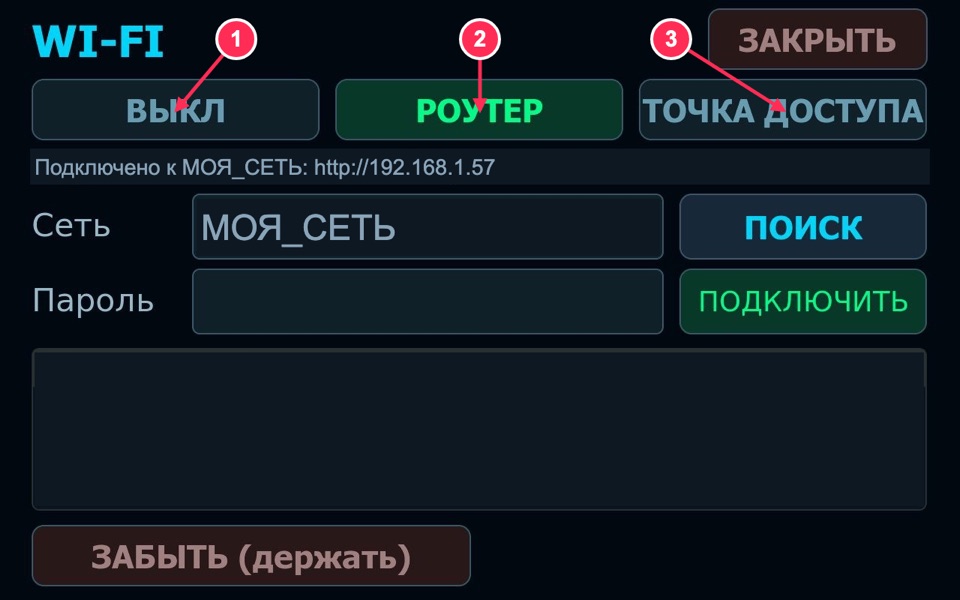 WI-FI 1 2 3 ЗАКРЫТЬ
ВЫКЛ РОУТЕР ТОЧКА ДОСТУПА
Подключено к МОЯ_СЕТЬ: http://192.168.1.57
Сеть МОЯ_СЕТЬ ПОИСК
Пароль ПОДКЛЮЧИТЬ
ЗАБЫТЬ (держать)